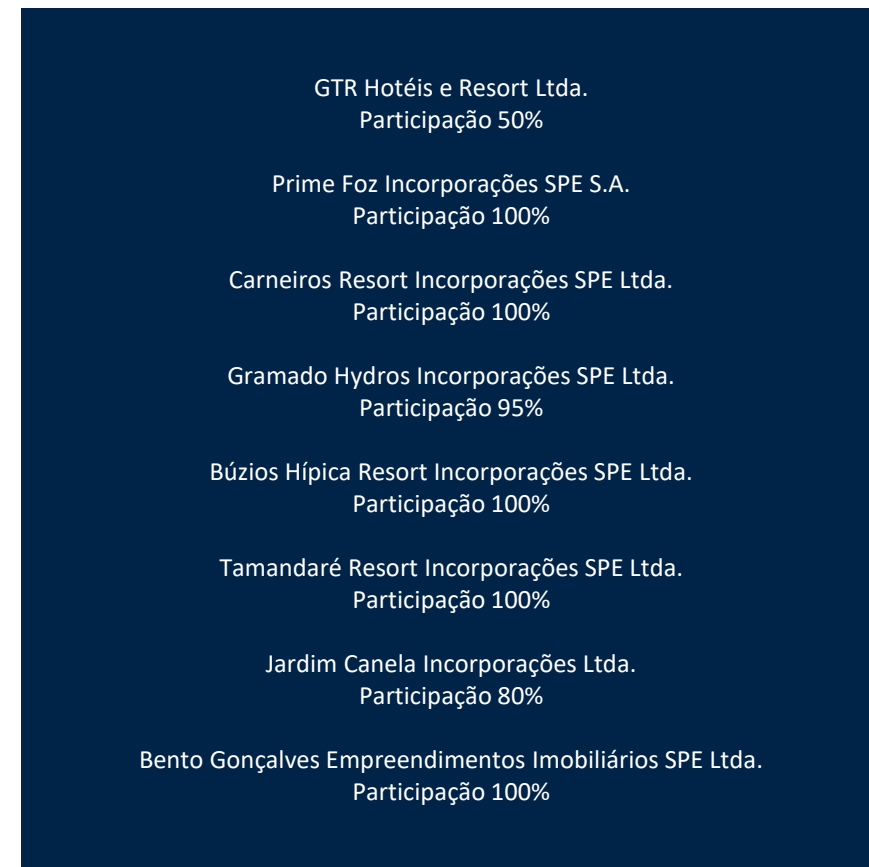 GTR Hotéis e Resort Ltda.
Participação 50%
Prime Foz Incorporações SPE S.A.
Participação 100%
Carneiros Resort Incorporações SPE Ltda.
Participação 100%
Gramado Hydros Incorporações SPE Ltda.
Participação 95%
Búzios Hípica Resort Incorporações SPE Ltda.
Participação 100%
Tamandaré Resort Incorporações SPE Ltda.
Participação 100%
Jardim Canela Incorporações Ltda.
Participação 80%
Bento Gonçalves Empreendimentos Imobiliários SPE Ltda.
Participação 100%